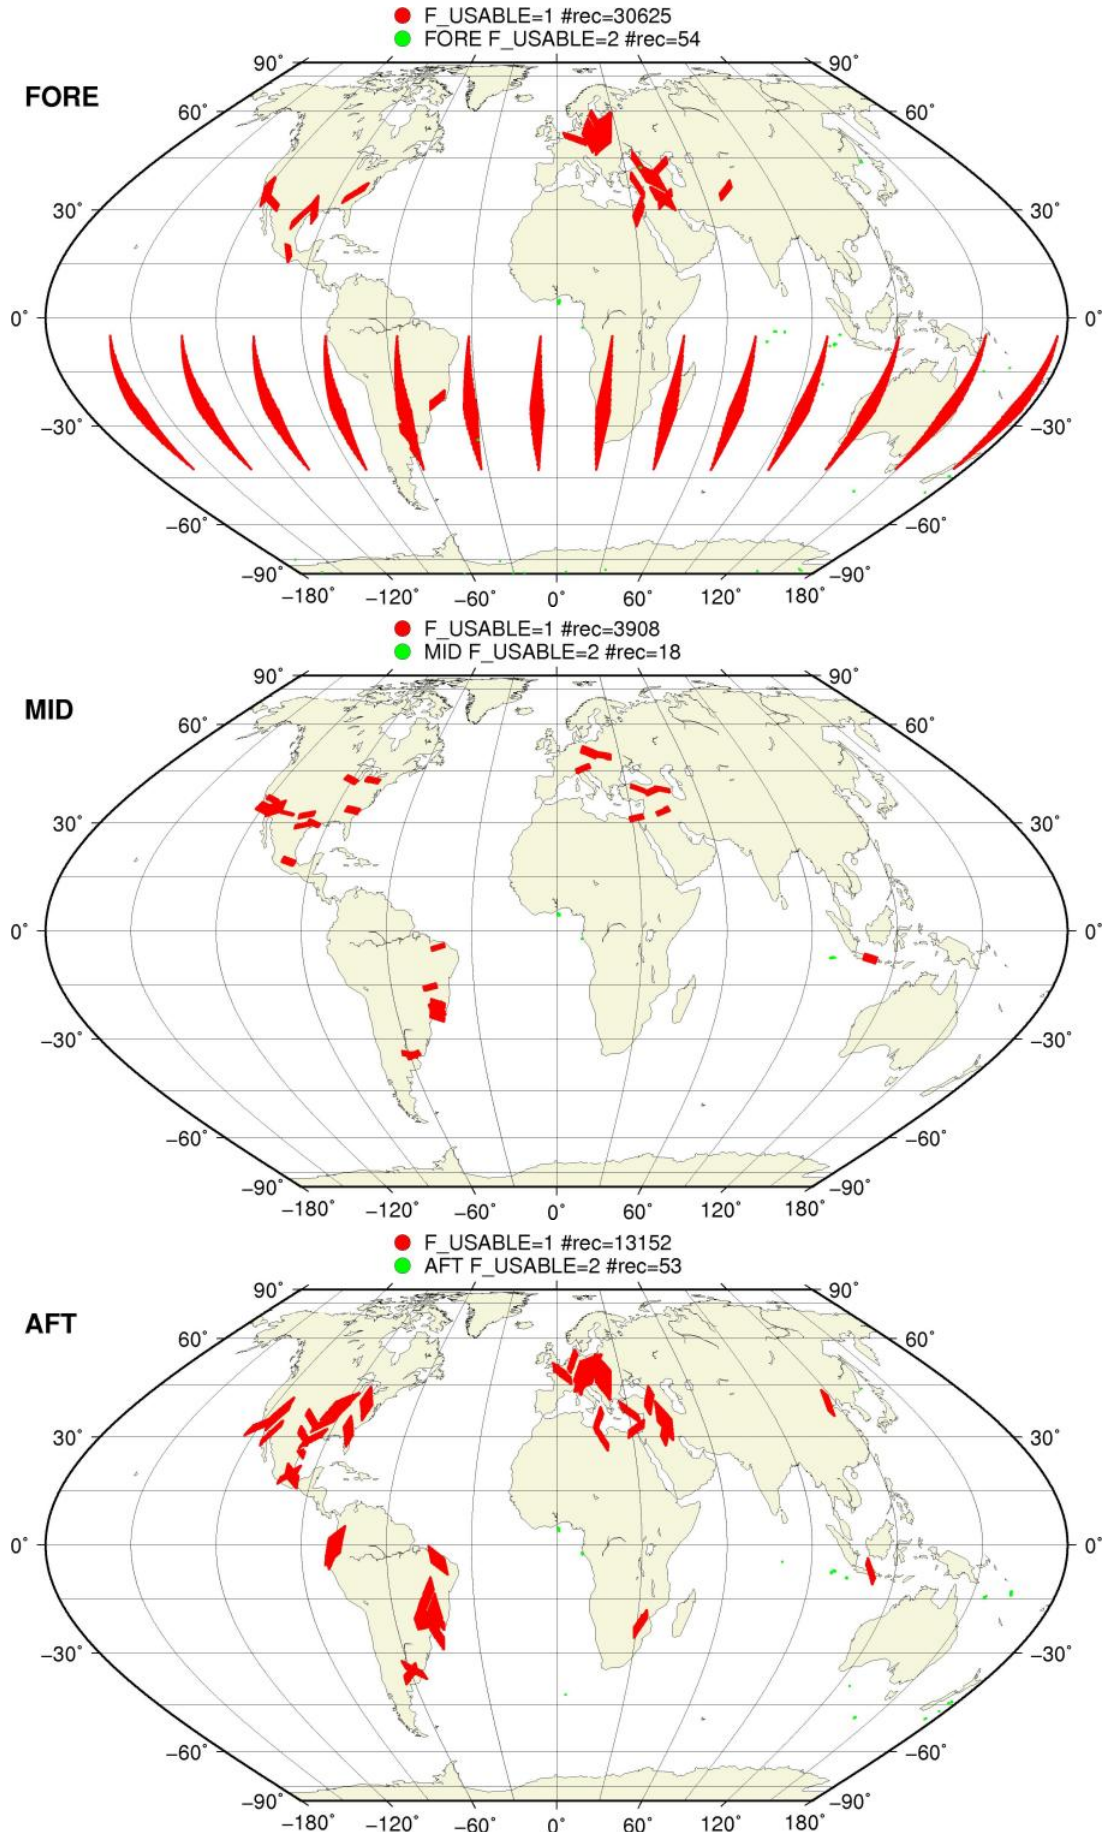 F_USABLE=1 #rec=30625
FORE F_USABLE=2 #rec=54
FORE
90° 90°
60° 60°
30° 30°
0° 0°
−30° −30°
−60° −60°
−90° −90°
−180° −120° −60° 0° 60° 120° 180°
F_USABLE=1 #rec=3908
MID F_USABLE=2 #rec=18
MID
90° 90°
60° 60°
30° 30°
0° 0°
−30° −30°
−60° −60°
−90° −90°
−180° −120° −60° 0° 60° 120° 180°
F_USABLE=1 #rec=13152
AFT F_USABLE=2 #rec=53
AFT
90° 90°
60° 60°
30° 30°
0° 0°
−30° −30°
−60° −60°
−90° −90°
−180° −120° −60° 0° 60° 120° 180°